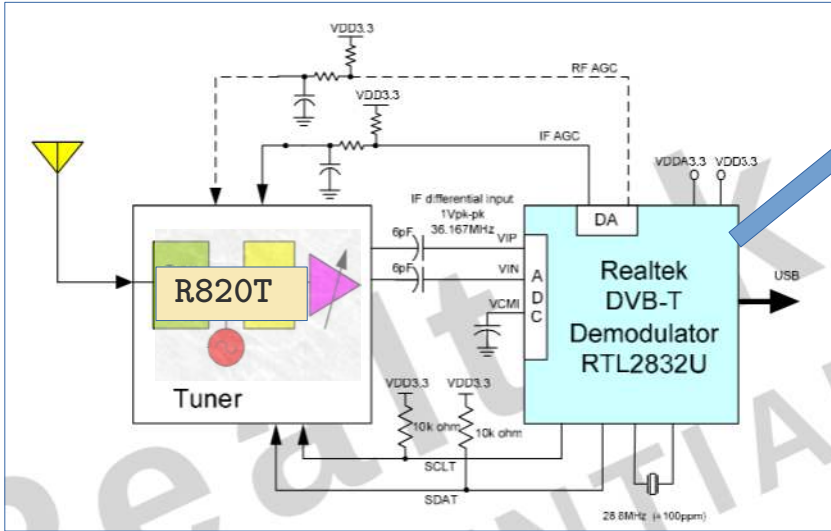 VDD3.3
RF AGC
VDD3.3
IF AGC
VDDA3.3 VDD3.3
IF differential input
1Vpk-pk
36.167MHz
DA
6pF
VIP
6pF
VIN
VCMI
ADC
R820T
Tuner
Realtek
DVB-T
Demodulator
RTL2832U
USB
VDD3.3 VDD3.3
10k ohm
10k ohm
SCLT
SDAT
28.8MHz (±100ppm)
Realtek